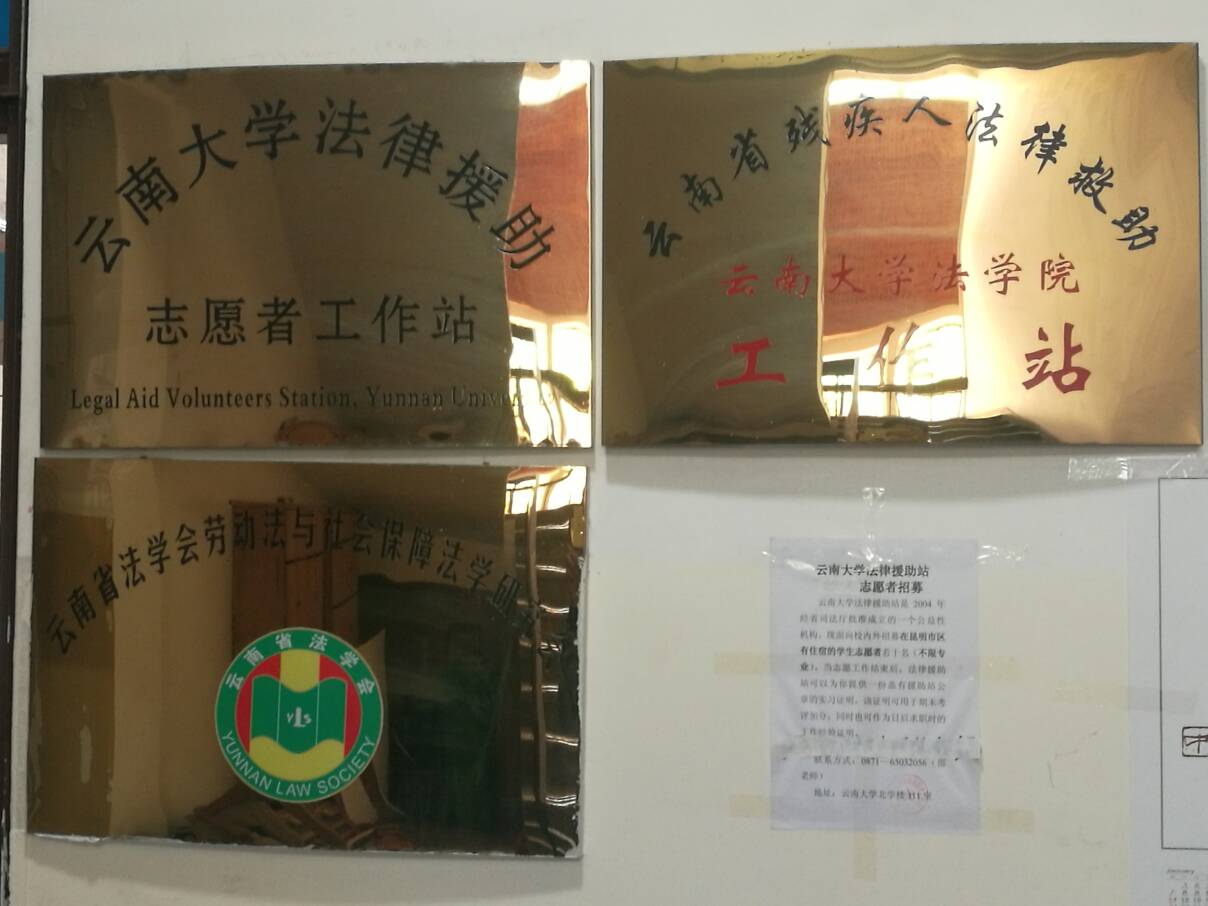 云南大学法律援助
志愿者工作站
Legal Aid Volunteers Station, Yunnan
云南省残疾人法律救助
云南大学法学院
工作站
云南省法学会劳动法与社会保障法学研
云南省法学会
YLS
YUNNAN LAW SOCIETY
云南大学法律援助站
志愿者招募
云南大学法律援助站是 2004 年
经省司法厅批准成立的一个公益性
机构。现面向校内外招募在昆明市区
有住宿的学生志愿者若干名（不限专
业）。当志愿工作结束后，法律援助
站可以为你提供一份盖有援助站公
章的实习证明。该证明可用于期末考
评加分，同时也可作为日后求职时的
工作经验证明。
联系方式：0871—65032056（邵
老师）
地址：云南大学北学楼 131 室